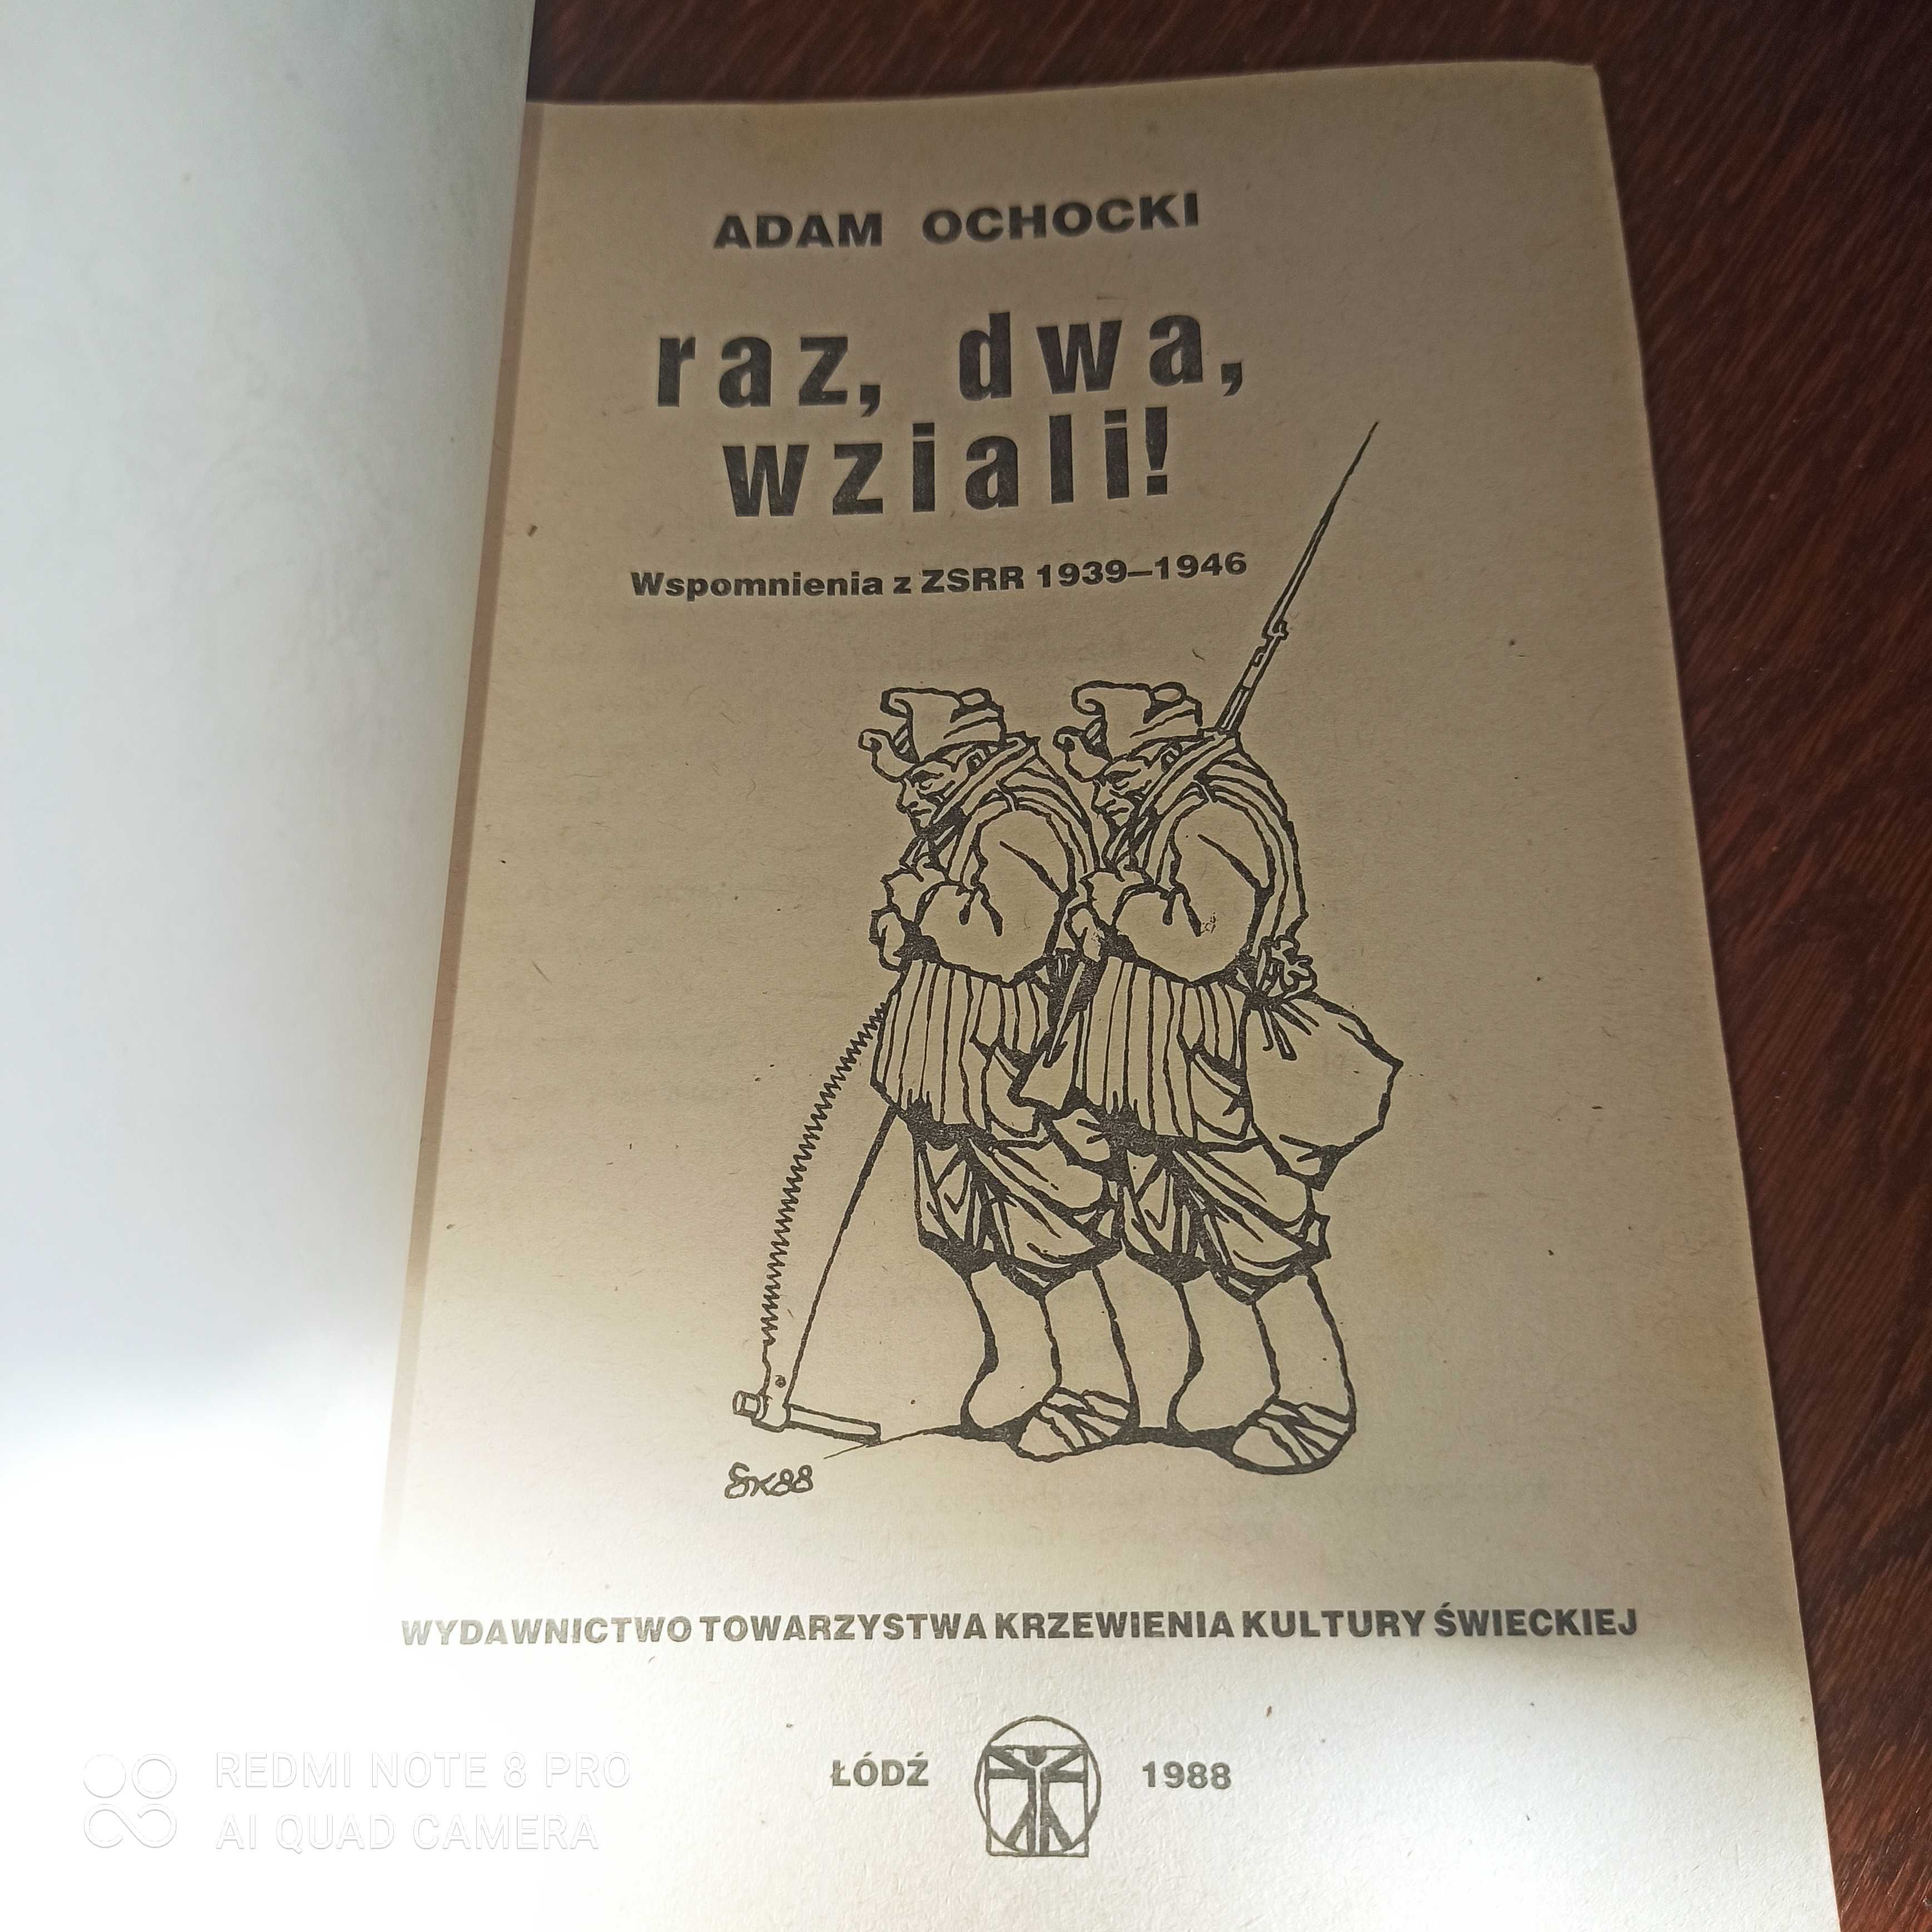 ADAM OCHOCKI
raz, dwa,
wziali!
Wspomnienia z ZSRR 1939–1946
WYDAWNICTWO TOWARZYSTWA KRZEWIENIA KULTURY ŚWIECKIEJ
ŁÓDŹ 1988
REDMI NOTE 8 PRO
AI QUAD CAMERA